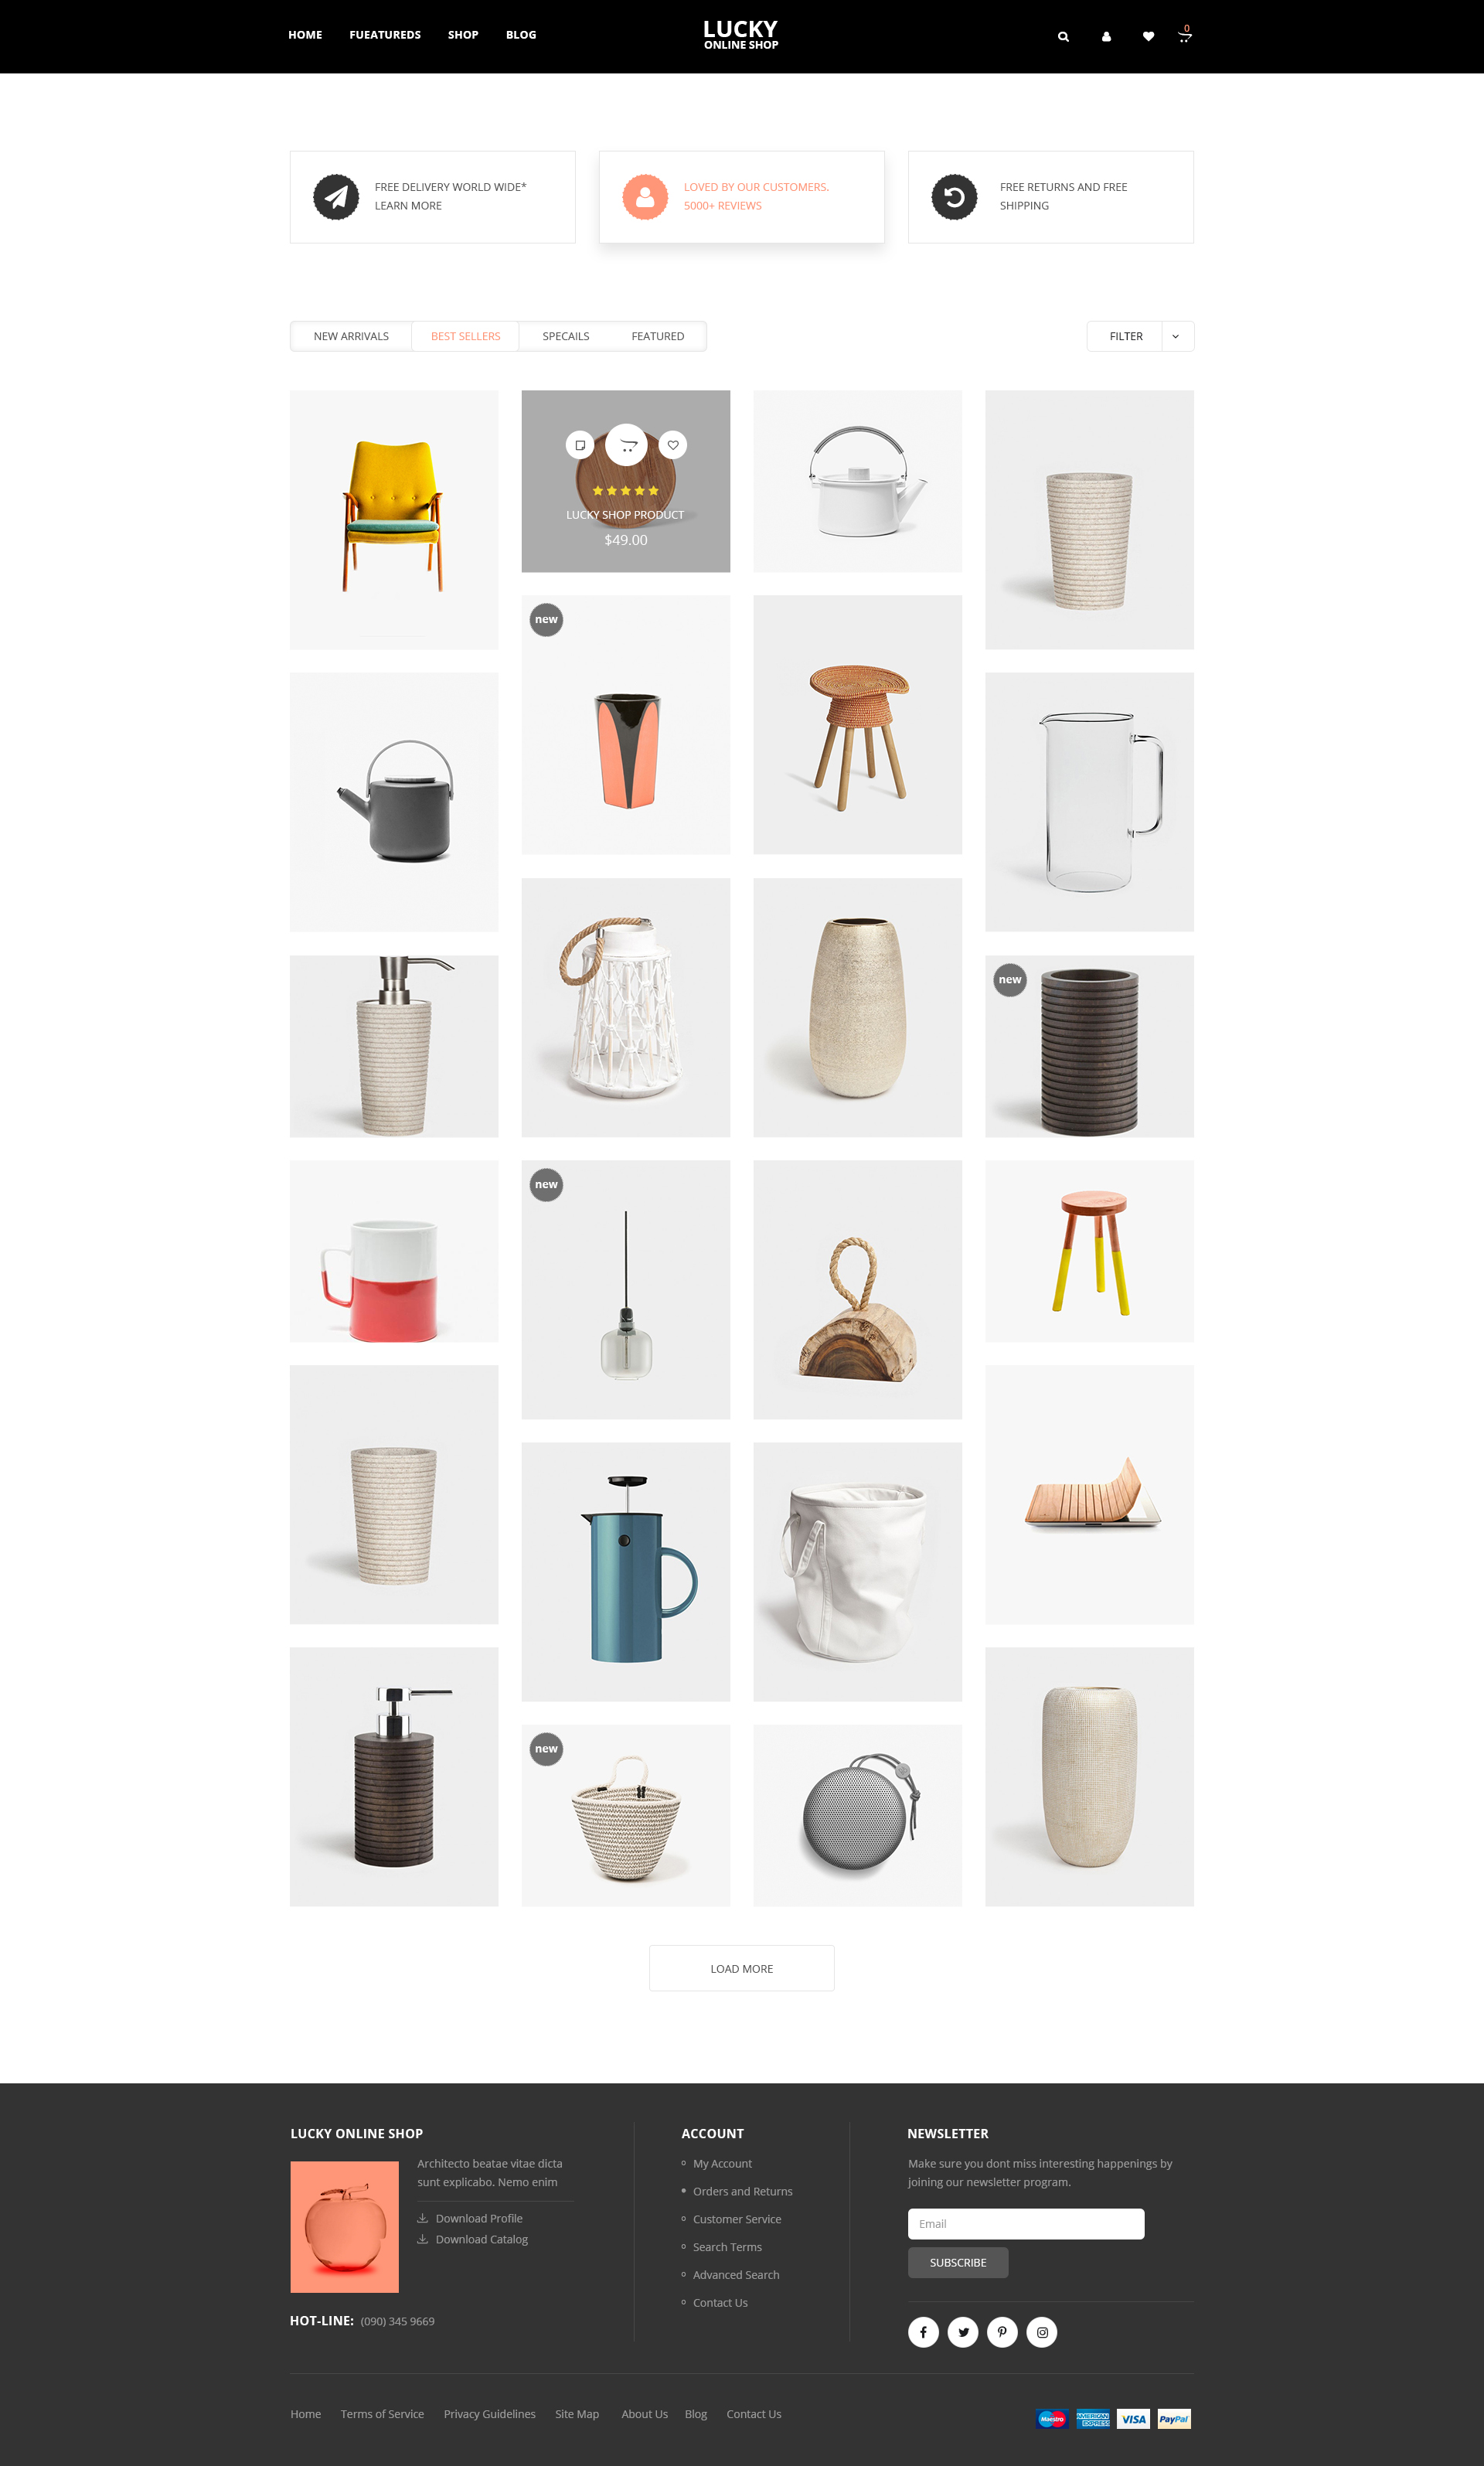 HOME FUEATUREDS SHOP BLOG
LUCKY
ONLINE SHOP
0
FREE DELIVERY WORLD WIDE*
LEARN MORE
LOVED BY OUR CUSTOMERS.
5000+ REVIEWS
FREE RETURNS AND FREE
SHIPPING
NEW ARRIVALS BEST SELLERS SPECAILS FEATURED
FILTER
LUCKY SHOP PRODUCT
$49.00
new
new
new
new
LOAD MORE
LUCKY ONLINE SHOP
Architecto beatae vitae dicta
sunt explicabo. Nemo enim
Download Profile
Download Catalog
HOT-LINE: (090) 345 9669
ACCOUNT
My Account
Orders and Returns
Customer Service
Search Terms
Advanced Search
Contact Us
NEWSLETTER
Make sure you dont miss interesting happenings by
joining our newsletter program.
Email
SUBSCRIBE
Home Terms of Service Privacy Guidelines Site Map About Us Blog Contact Us
Maestro
AMERICAN
EXPRESS
VISA
PayPal